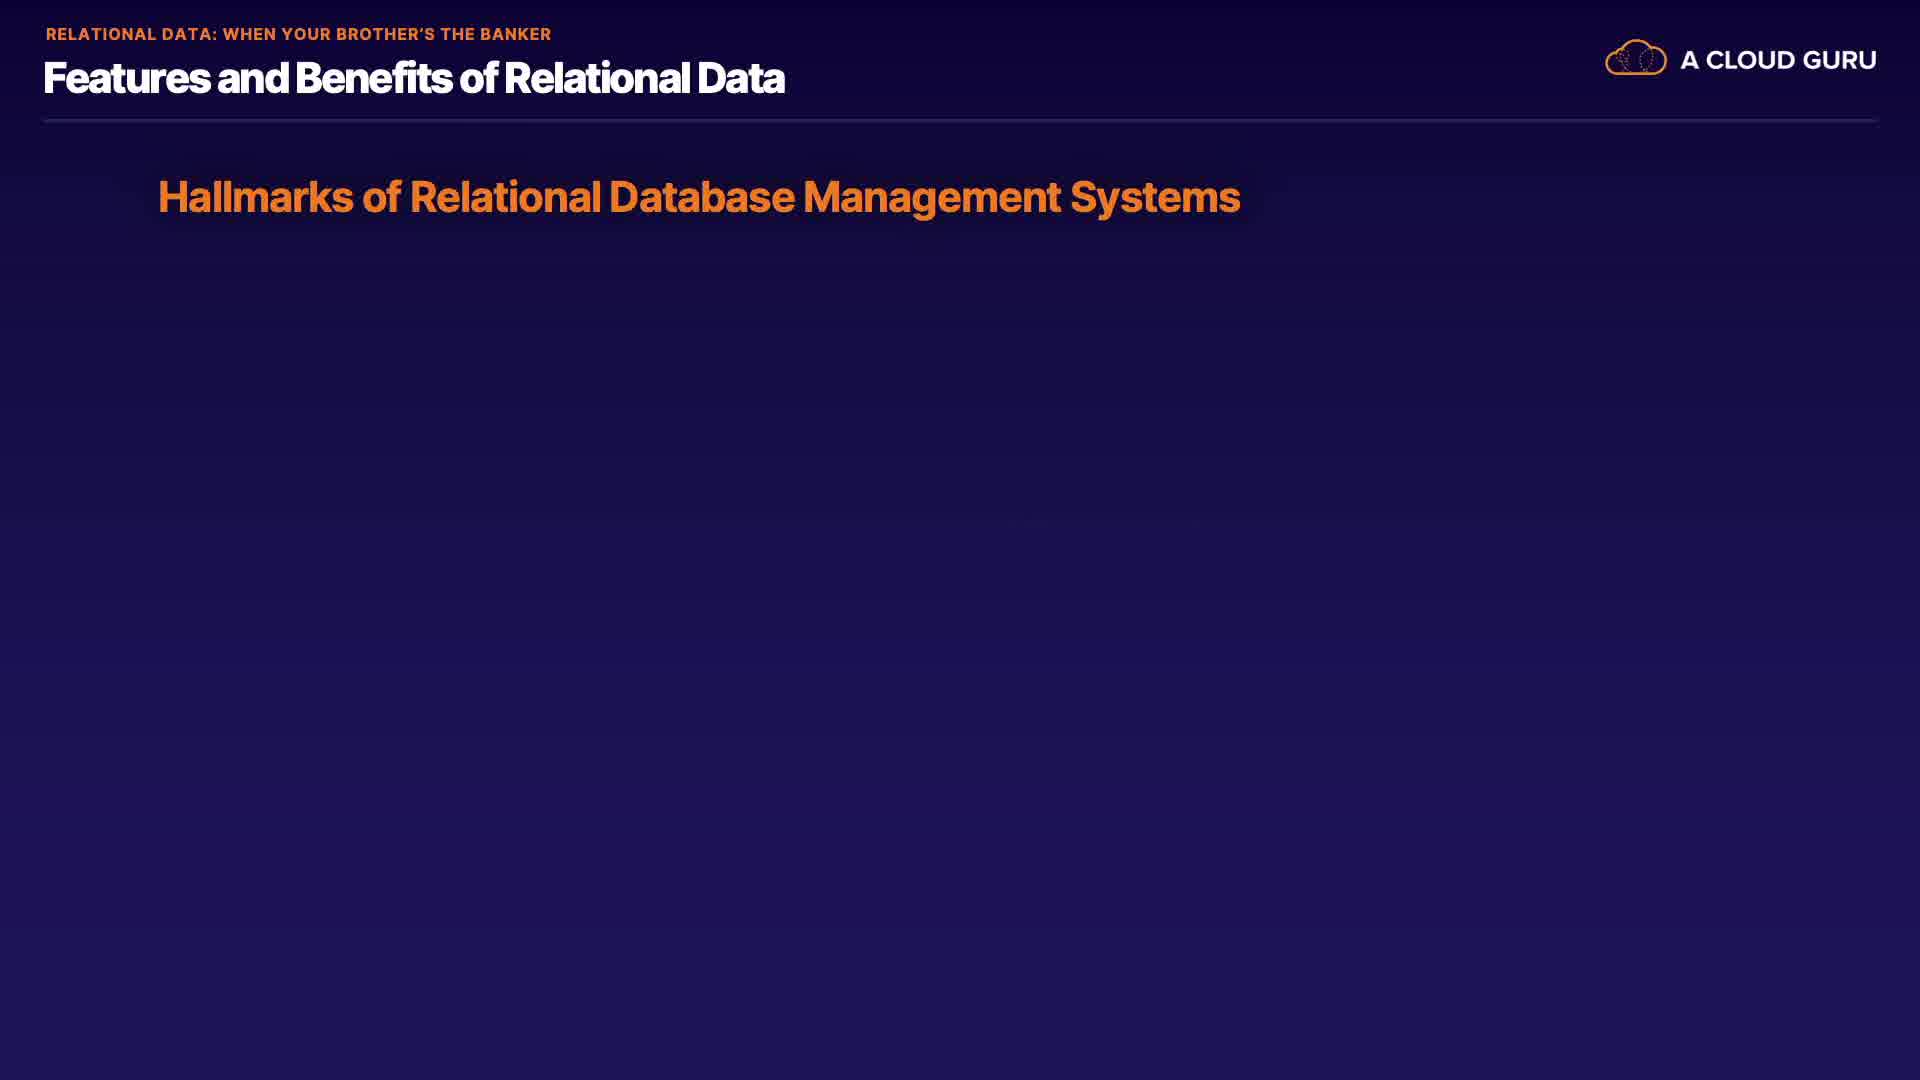 RELATIONAL DATA: WHEN YOUR BROTHER’S THE BANKER
Features and Benefits of Relational Data
A CLOUD GURU
Hallmarks of Relational Database Management Systems